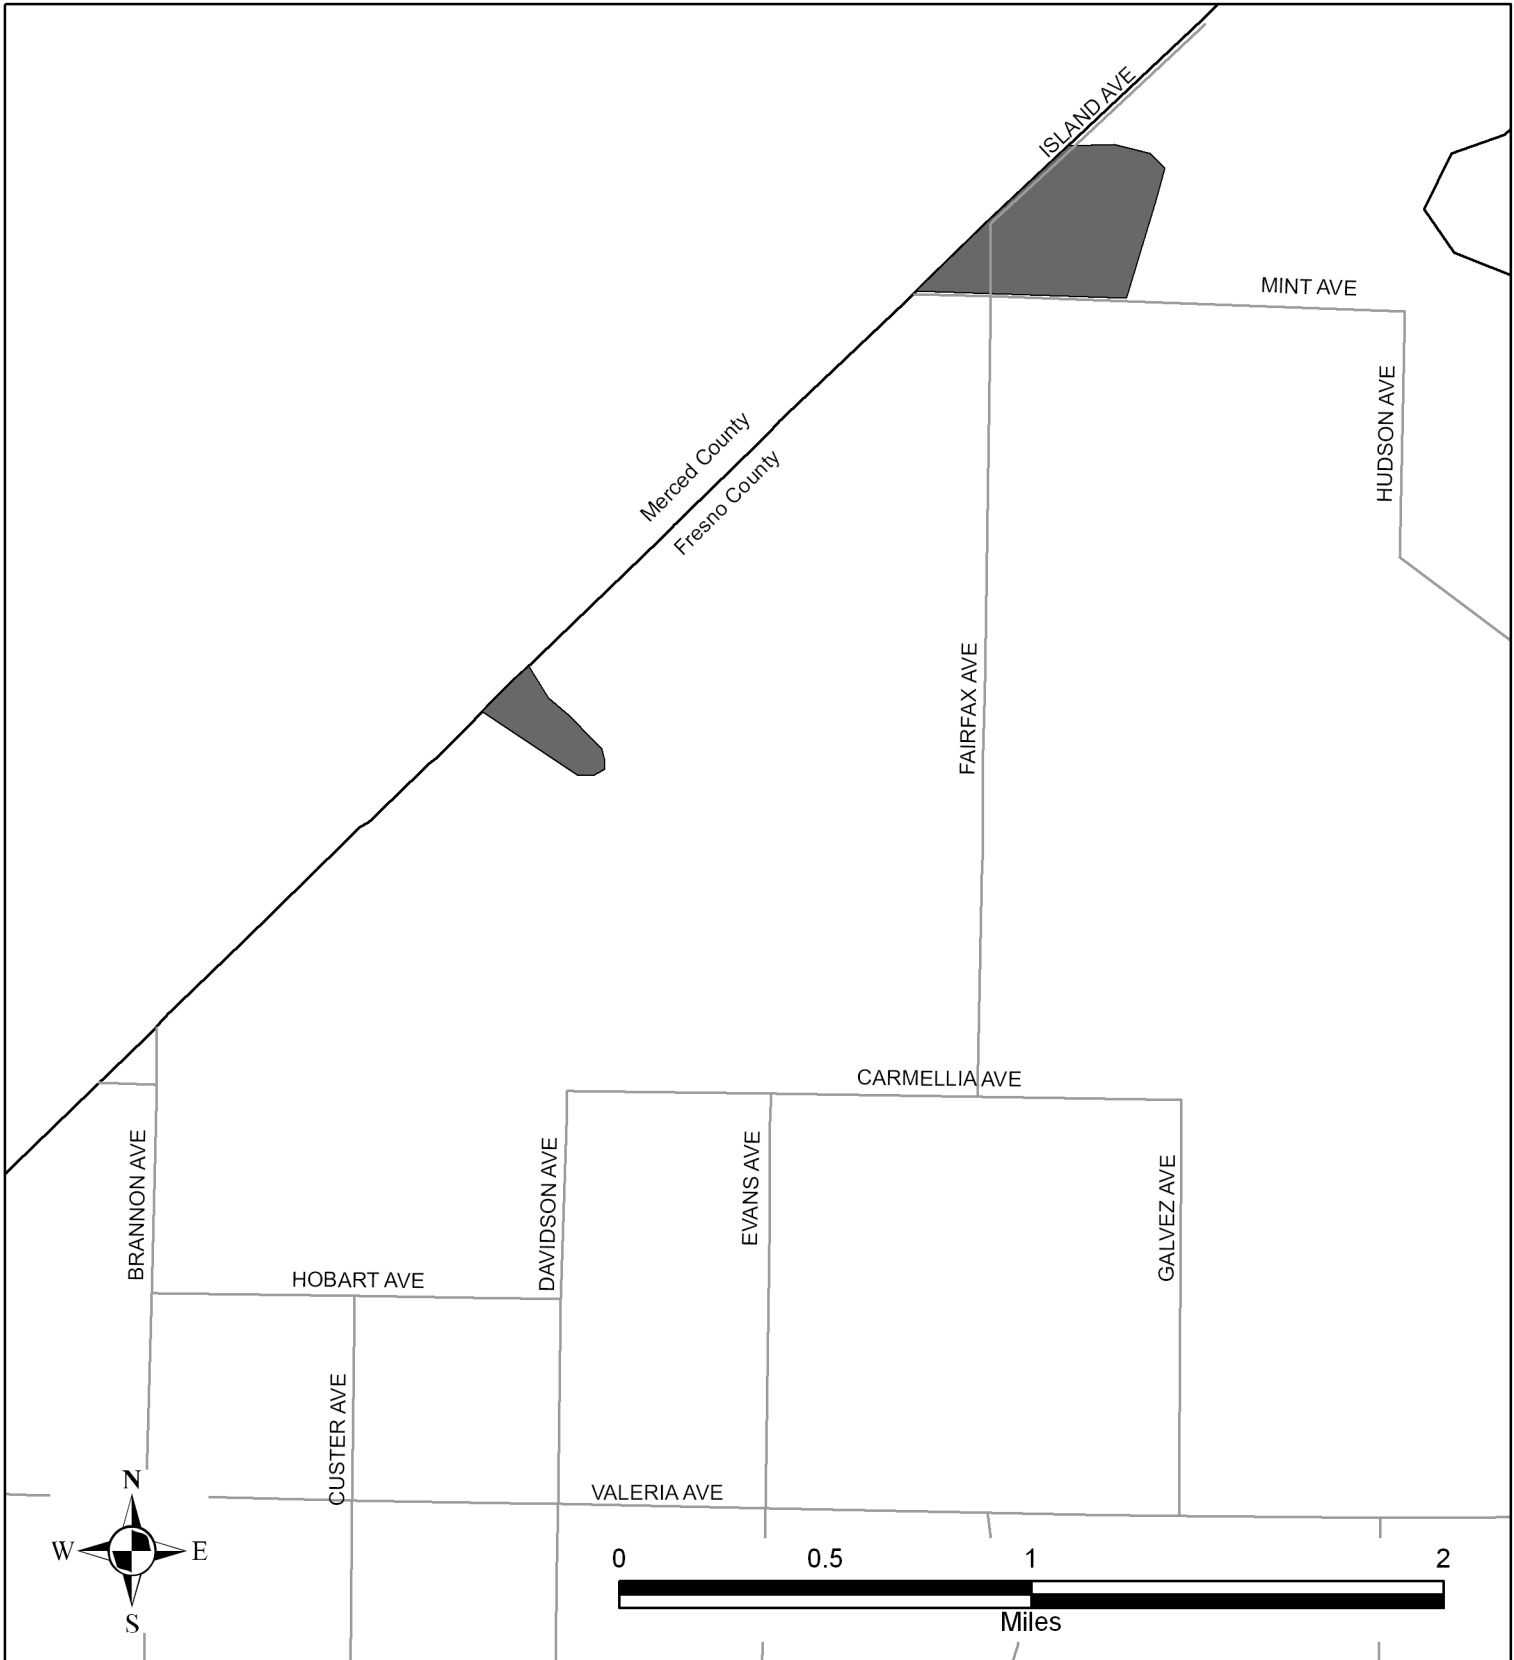 ISLAND AVE
MINT AVE
HUDSON AVE
Merced County
Fresno County
FAIRFAX AVE
CARMELLIA AVE
BRANNON AVE
DAVIDSON AVE
EVANS AVE
GALVEZ AVE
HOBART AVE
CUSTER AVE
VALERIA AVE
N
W E
S
0 0.5 1 2
Miles